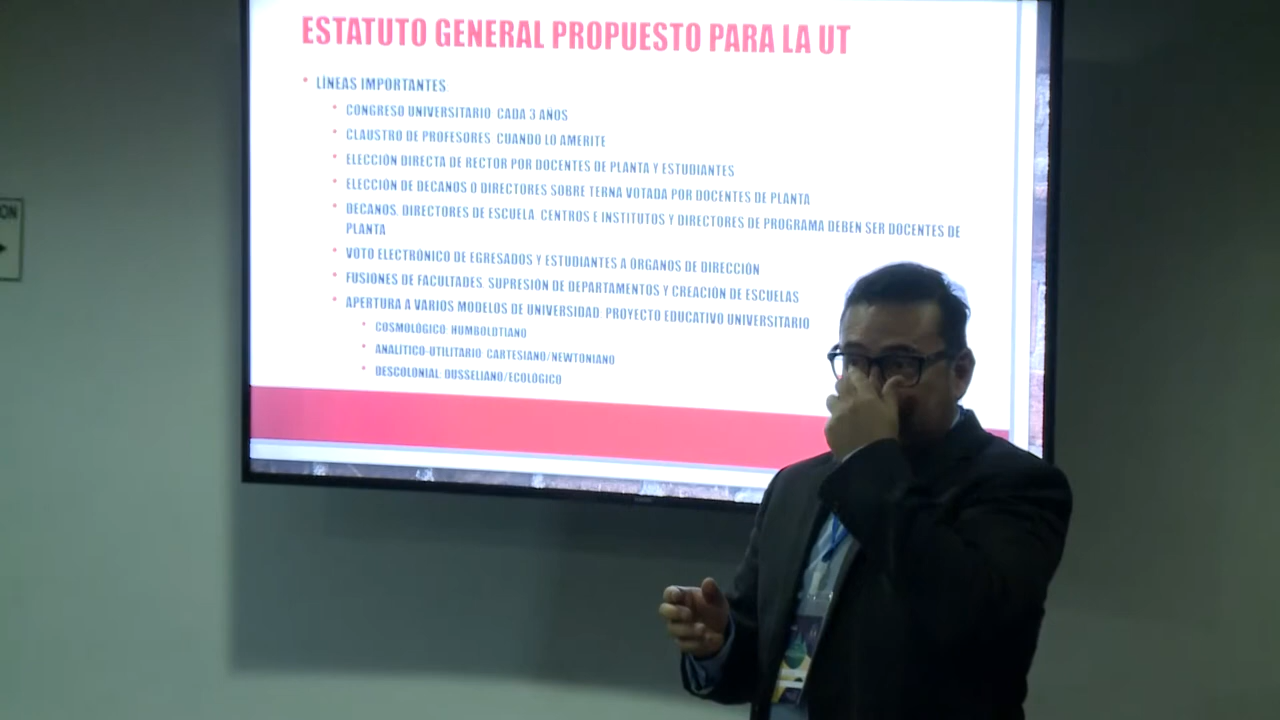 ESTATUTO GENERAL PROPUESTO PARA LA UT
LÍNEAS IMPORTANTES
CONGRESO UNIVERSITARIO CADA 3 AÑOS
CLAUSTRO DE PROFESORES CUANDO LO AMERITE
ELECCIÓN DIRECTA DE RECTOR POR DOCENTES DE PLANTA Y ESTUDIANTES
ELECCIÓN DE DECANOS O DIRECTORES SOBRE TERNA VOTADA POR DOCENTES DE PLANTA
DECANOS, DIRECTORES DE ESCUELA CENTROS E INSTITUTOS Y DIRECTORES DE PROGRAMA DEBEN SER DOCENTES DE
PLANTA
VOTO ELECTRÓNICO DE EGRESADOS Y ESTUDIANTES A ÓRGANOS DE DIRECCIÓN
FUSIONES DE FACULTADES, SUPRESIÓN DE DEPARTAMENTOS Y CREACIÓN DE ESCUELAS
APERTURA A VARIOS MODELOS DE UNIVERSIDAD. PROYECTO EDUCATIVO UNIVERSITARIO
COSMOLÓGICO: HUMBOLDTIANO
ANALÍTICO-UTILITARIO: CARTESIANO/NEWTONIANO
DESCOLONIAL: DUSSELIANO/ECOLÓGICO